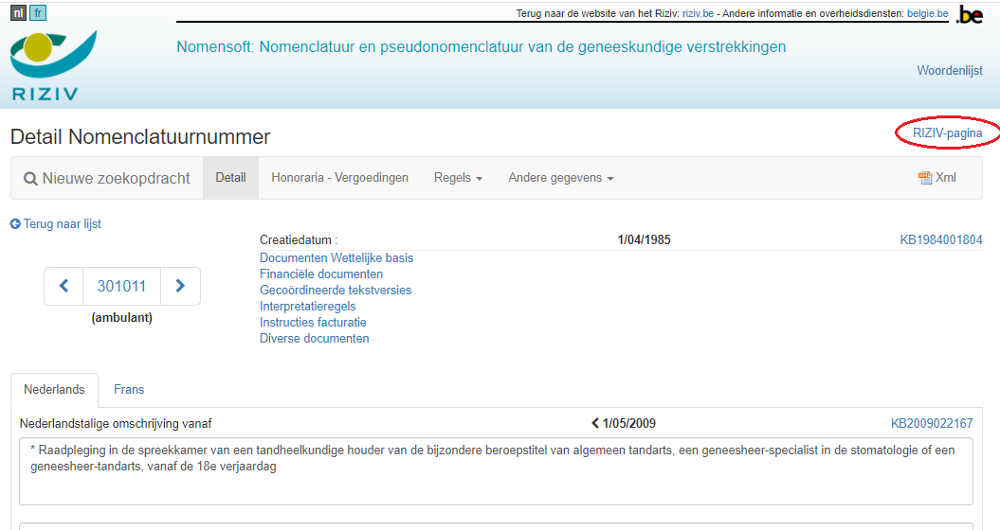 nl fr
Terug naar de website van het Riziv: riziv.be - Andere informatie en overheidsdiensten: belgie.be .be
Nomensoft: Nomenclatuur en pseudonomenclatuur van de geneeskundige verstrekkingen
Woordenlijst
RIZIV
Detail Nomenclatuurnummer
RIZIV-pagina
Nieuwe zoekopdracht Detail Honoraria - Vergoedingen Regels Andere gegevens Xml
Terug naar lijst
Creatiedatum : 1/04/1985 KB1984001804
Documenten Wettelijke basis
Financiële documenten
Gecoördineerde tekstversies
Interpretatieregels
Instructies facturatie
Diverse documenten
301011
(ambulant)
Nederlands Frans
Nederlandstalige omschrijving vanaf 1/05/2009 KB2009022167
* Raadpleging in de spreekkamer van een tandheelkundige houder van de bijzondere beroepstitel van algemeen tandarts, een geneesheer-specialist in de stomatologie of een
geneesheer-tandarts, vanaf de 18e verjaardag